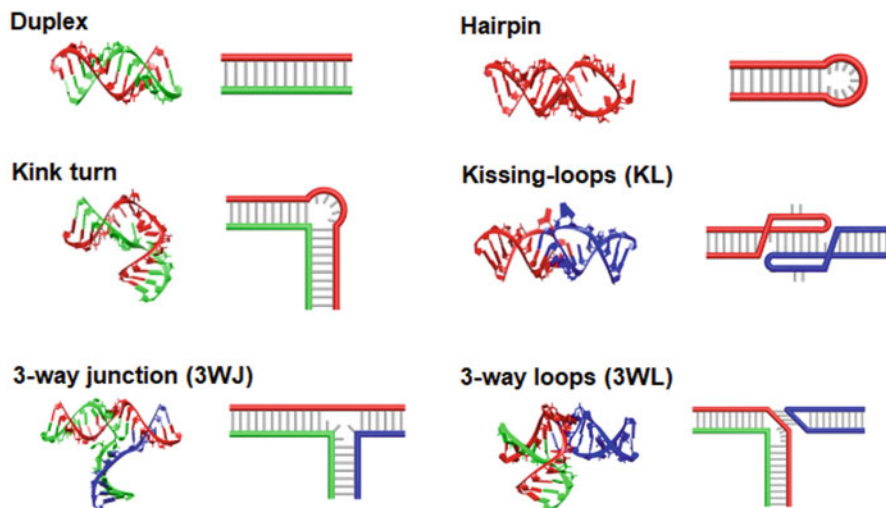 Duplex
Hairpin
Kink turn
Kissing-loops (KL)
3-way junction (3WJ)
3-way loops (3WL)